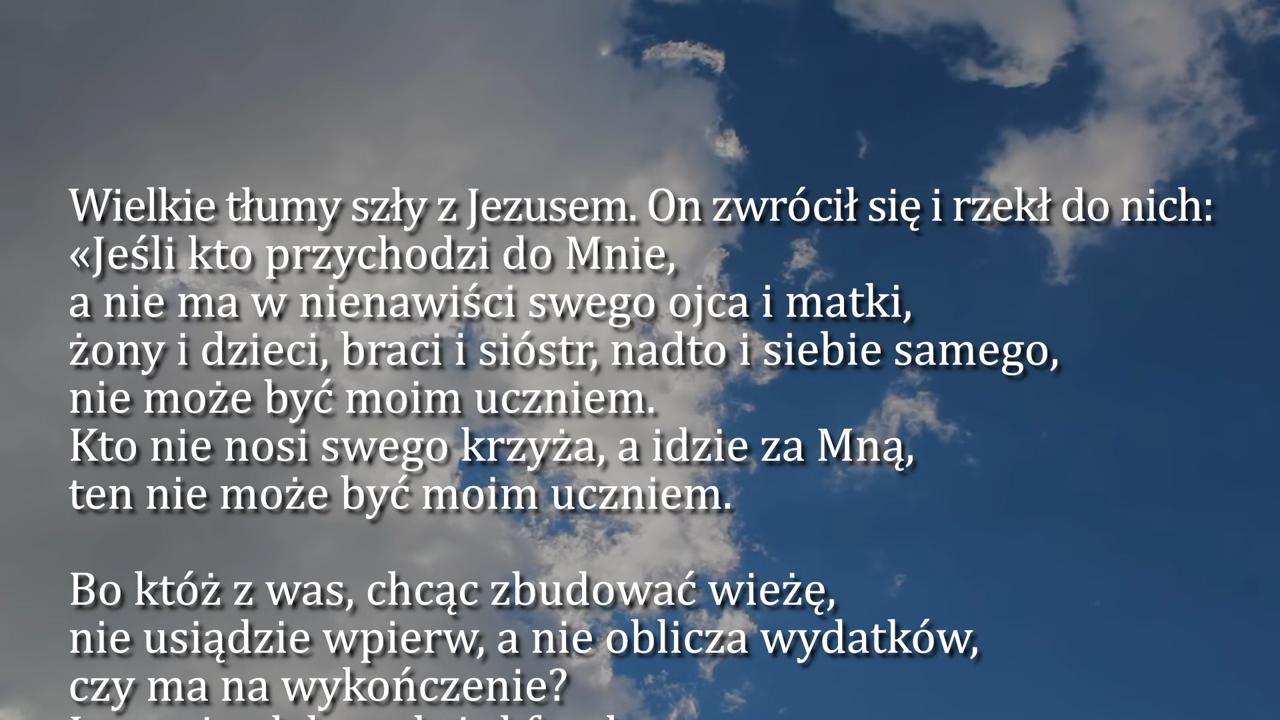 Wielkie tłumy szły z Jezusem. On zwrócił się i rzekł do nich:
«Jeśli kto przychodzi do Mnie,
a nie ma w nienawiści swego ojca i matki,
żony i dzieci, braci i sióstr, nadto i siebie samego,
nie może być moim uczniem.
Kto nie nosi swego krzyża, a idzie za Mną,
ten nie może być moim uczniem.
Bo któż z was, chcąc zbudować wieżę,
nie usiądzie wpierw, a nie oblicza wydatków,
czy ma na wykończenie?